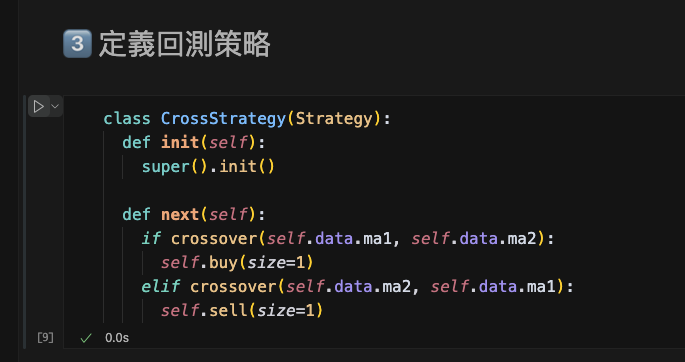 3 定義回測策略
class CrossStrategy(Strategy):
  def init(self):
    super().init()

  def next(self):
    if crossover(self.data.ma1, self.data.ma2):
      self.buy(size=1)
    elif crossover(self.data.ma2, self.data.ma1):
      self.sell(size=1)
[9] ✓ 0.0s